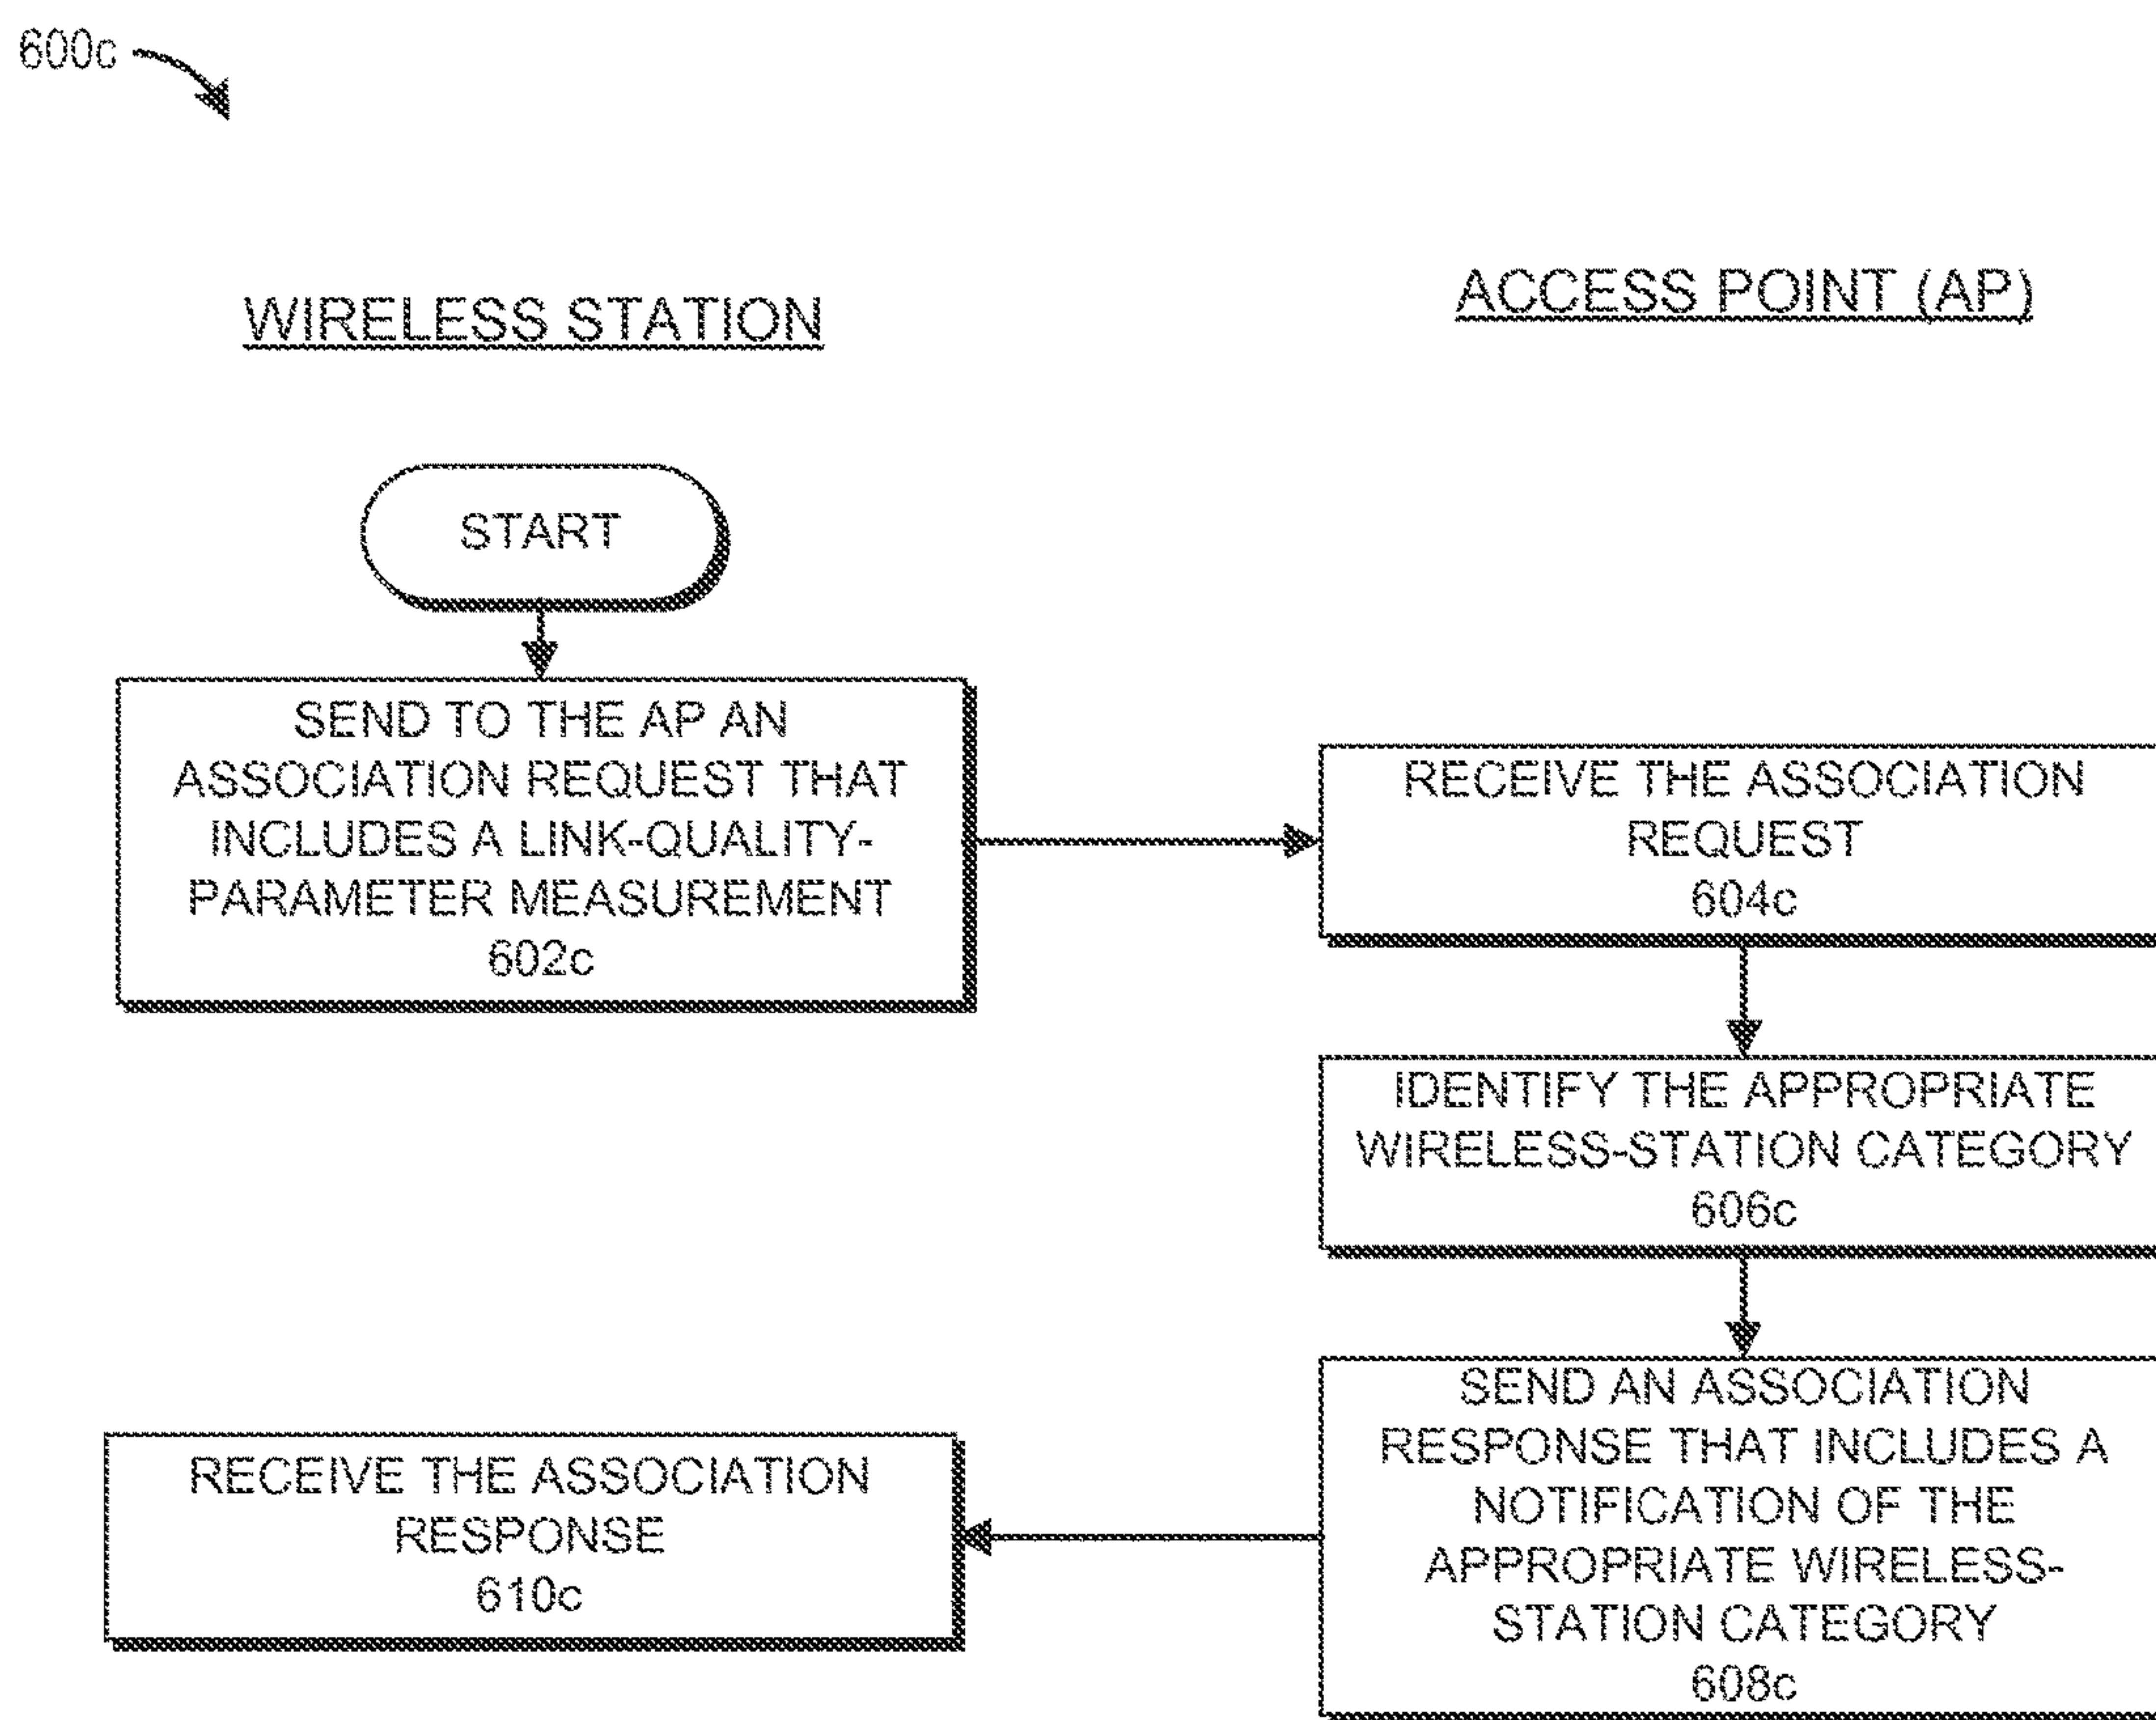 600c
WIRELESS STATION
ACCESS POINT (AP)
START
SEND TO THE AP AN
ASSOCIATION REQUEST THAT
INCLUDES A LINK-QUALITY-
PARAMETER MEASUREMENT
602c
RECEIVE THE ASSOCIATION
REQUEST
604c
IDENTIFY THE APPROPRIATE
WIRELESS-STATION CATEGORY
606c
SEND AN ASSOCIATION
RESPONSE THAT INCLUDES A
NOTIFICATION OF THE
APPROPRIATE WIRELESS-
STATION CATEGORY
608c
RECEIVE THE ASSOCIATION
RESPONSE
610c